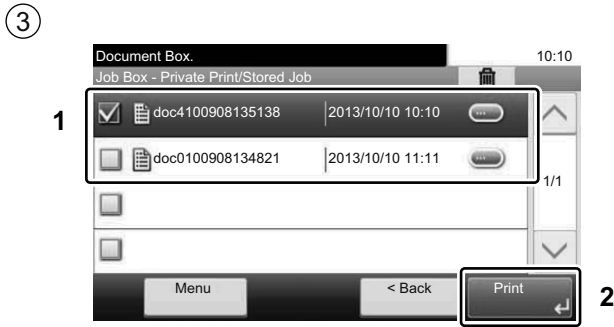 3
Document Box. 10:10
Job Box - Private Print/Stored Job
1
doc4100908135138 2013/10/10 10:10
doc0100908134821 2013/10/10 11:11
1/1
Menu < Back Print
2